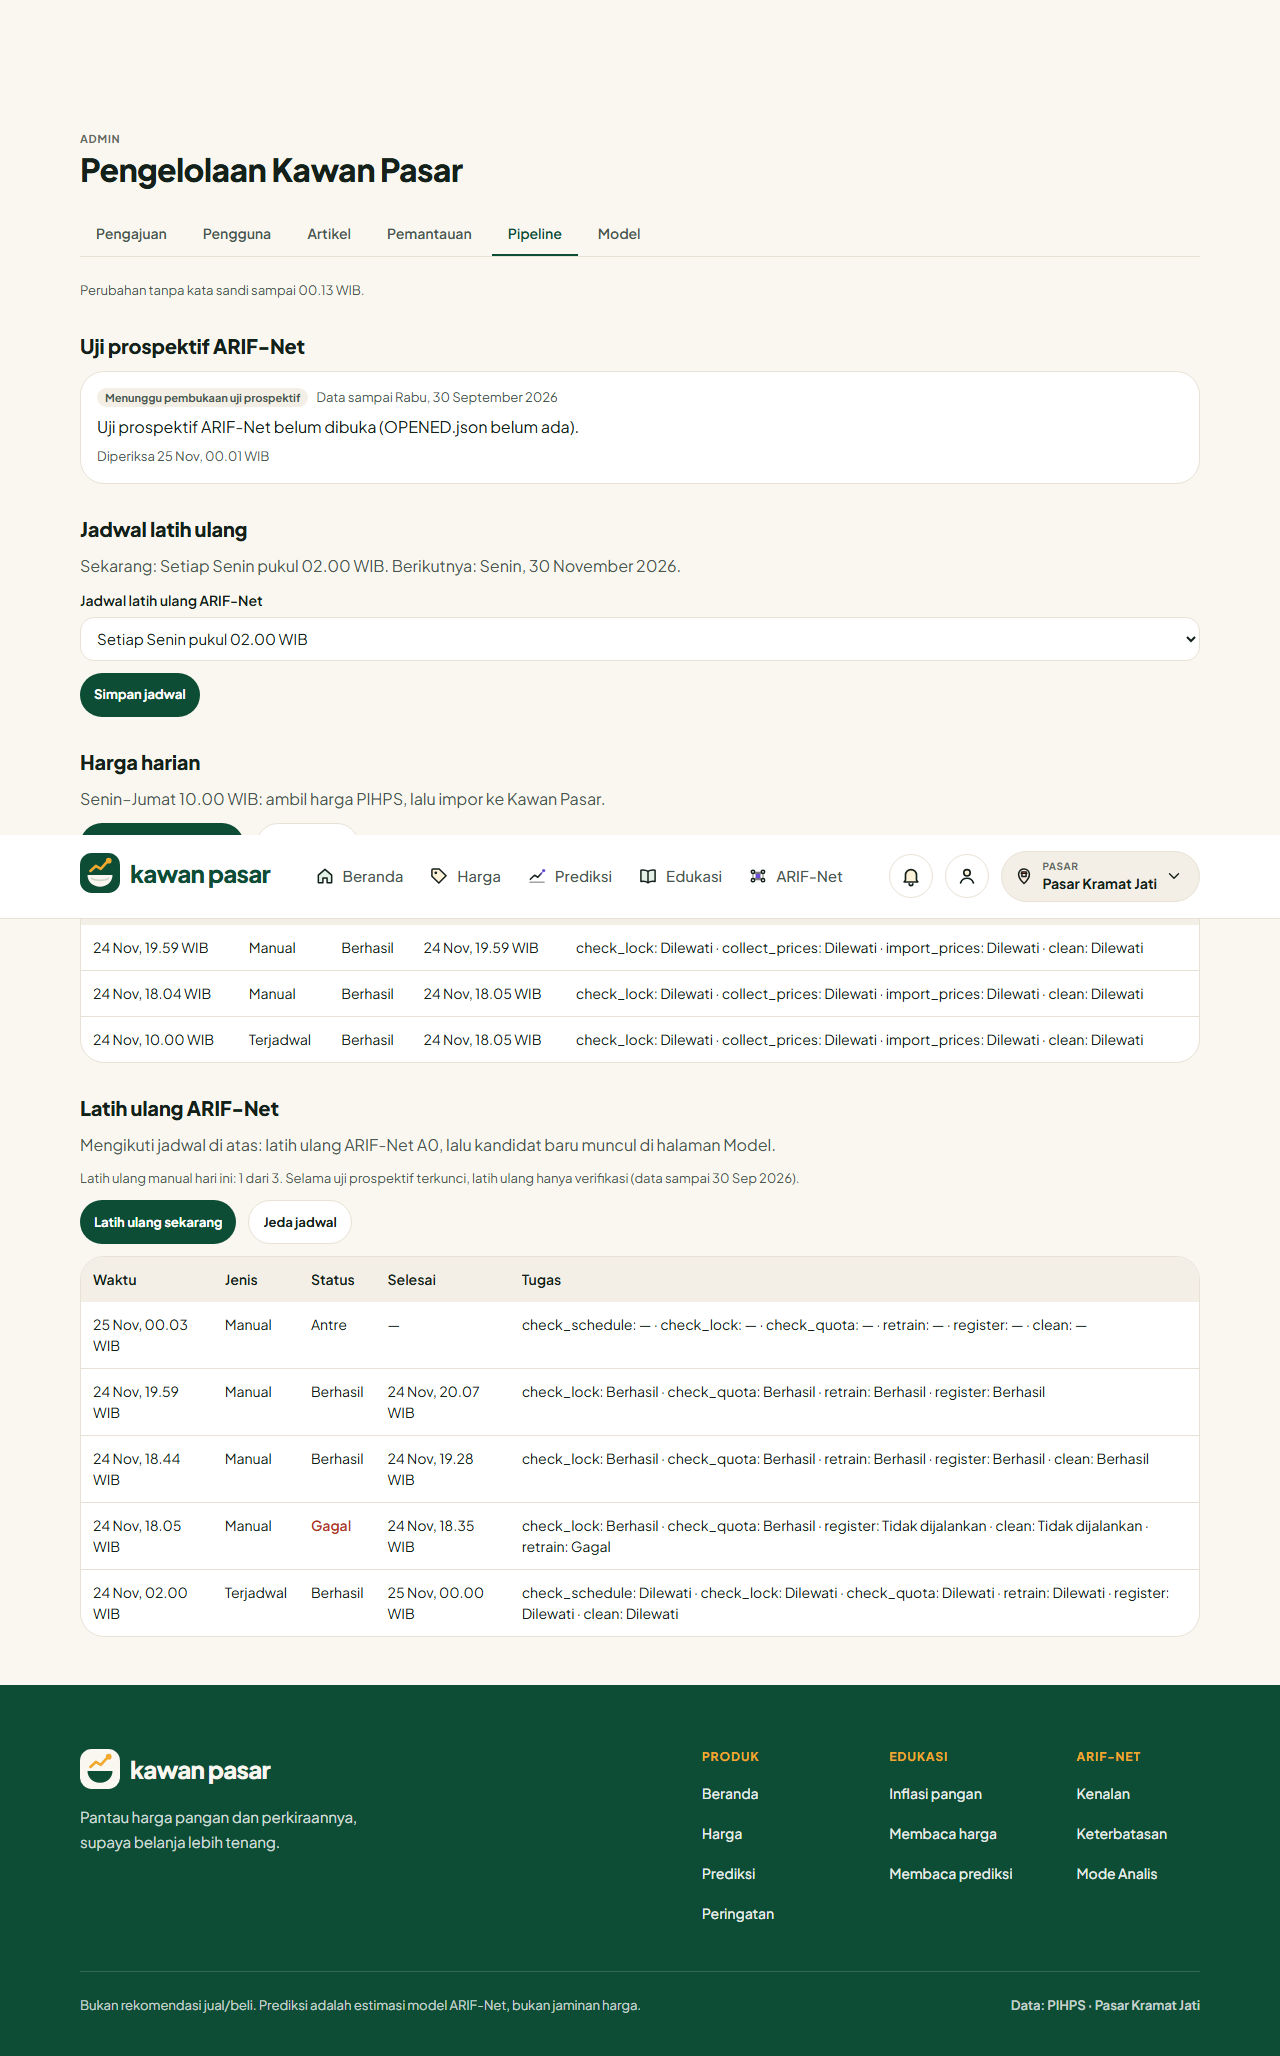 ADMIN
Pengelolaan Kawan Pasar
Pengajuan
Pengguna
Artikel
Pemantauan
Pipeline
Model
Perubahan tanpa kata sandi sampai 00.13 WIB.
Uji prospektif ARIF-Net
Menunggu pembukaan uji prospektif Data sampai Rabu, 30 September 2026
Uji prospektif ARIF-Net belum dibuka (OPENED.json belum ada).
Diperiksa 25 Nov, 00.01 WIB
Jadwal latih ulang
Sekarang: Setiap Senin pukul 02.00 WIB. Berikutnya: Senin, 30 November 2026.
Jadwal latih ulang ARIF-Net
Setiap Senin pukul 02.00 WIB
Simpan jadwal
Harga harian
Senin–Jumat 10.00 WIB: ambil harga PIHPS, lalu impor ke Kawan Pasar.
kawan pasar
Beranda
Harga
Prediksi
Edukasi
ARIF-Net
PASAR
Pasar Kramat Jati
24 Nov, 19.59 WIB Manual Berhasil 24 Nov, 19.59 WIB check_lock: Dilewati · collect_prices: Dilewati · import_prices: Dilewati · clean: Dilewati
24 Nov, 18.04 WIB Manual Berhasil 24 Nov, 18.05 WIB check_lock: Dilewati · collect_prices: Dilewati · import_prices: Dilewati · clean: Dilewati
24 Nov, 10.00 WIB Terjadwal Berhasil 24 Nov, 18.05 WIB check_lock: Dilewati · collect_prices: Dilewati · import_prices: Dilewati · clean: Dilewati
Latih ulang ARIF-Net
Mengikuti jadwal di atas: latih ulang ARIF-Net A0, lalu kandidat baru muncul di halaman Model.
Latih ulang manual hari ini: 1 dari 3. Selama uji prospektif terkunci, latih ulang hanya verifikasi (data sampai 30 Sep 2026).
Latih ulang sekarang
Jeda jadwal
Waktu Jenis Status Selesai Tugas
25 Nov, 00.03 Manual Antre — check_schedule: — · check_lock: — · check_quota: — · retrain: — · register: — · clean: —
WIB
24 Nov, 19.59 Manual Berhasil 24 Nov, 20.07 check_lock: Berhasil · check_quota: Berhasil · retrain: Berhasil · register: Berhasil
WIB WIB
24 Nov, 18.44 Manual Berhasil 24 Nov, 19.28 check_lock: Berhasil · check_quota: Berhasil · retrain: Berhasil · register: Berhasil · clean: Berhasil
WIB WIB
24 Nov, 18.05 Manual Gagal 24 Nov, 18.35 check_lock: Berhasil · check_quota: Berhasil · register: Tidak dijalankan · clean: Tidak dijalankan ·
WIB WIB retrain: Gagal
24 Nov, 02.00 Terjadwal Berhasil 25 Nov, 00.00 check_schedule: Dilewati · check_lock: Dilewati · check_quota: Dilewati · retrain: Dilewati · register:
WIB WIB Dilewati · clean: Dilewati
kawan pasar
Pantau harga pangan dan perkiraannya,
supaya belanja lebih tenang.
PRODUK
Beranda
Harga
Prediksi
Peringatan
EDUKASI
Inflasi pangan
Membaca harga
Membaca prediksi
ARIF-NET
Kenalan
Keterbatasan
Mode Analis
Bukan rekomendasi jual/beli. Prediksi adalah estimasi model ARIF-Net, bukan jaminan harga.
Data: PIHPS · Pasar Kramat Jati